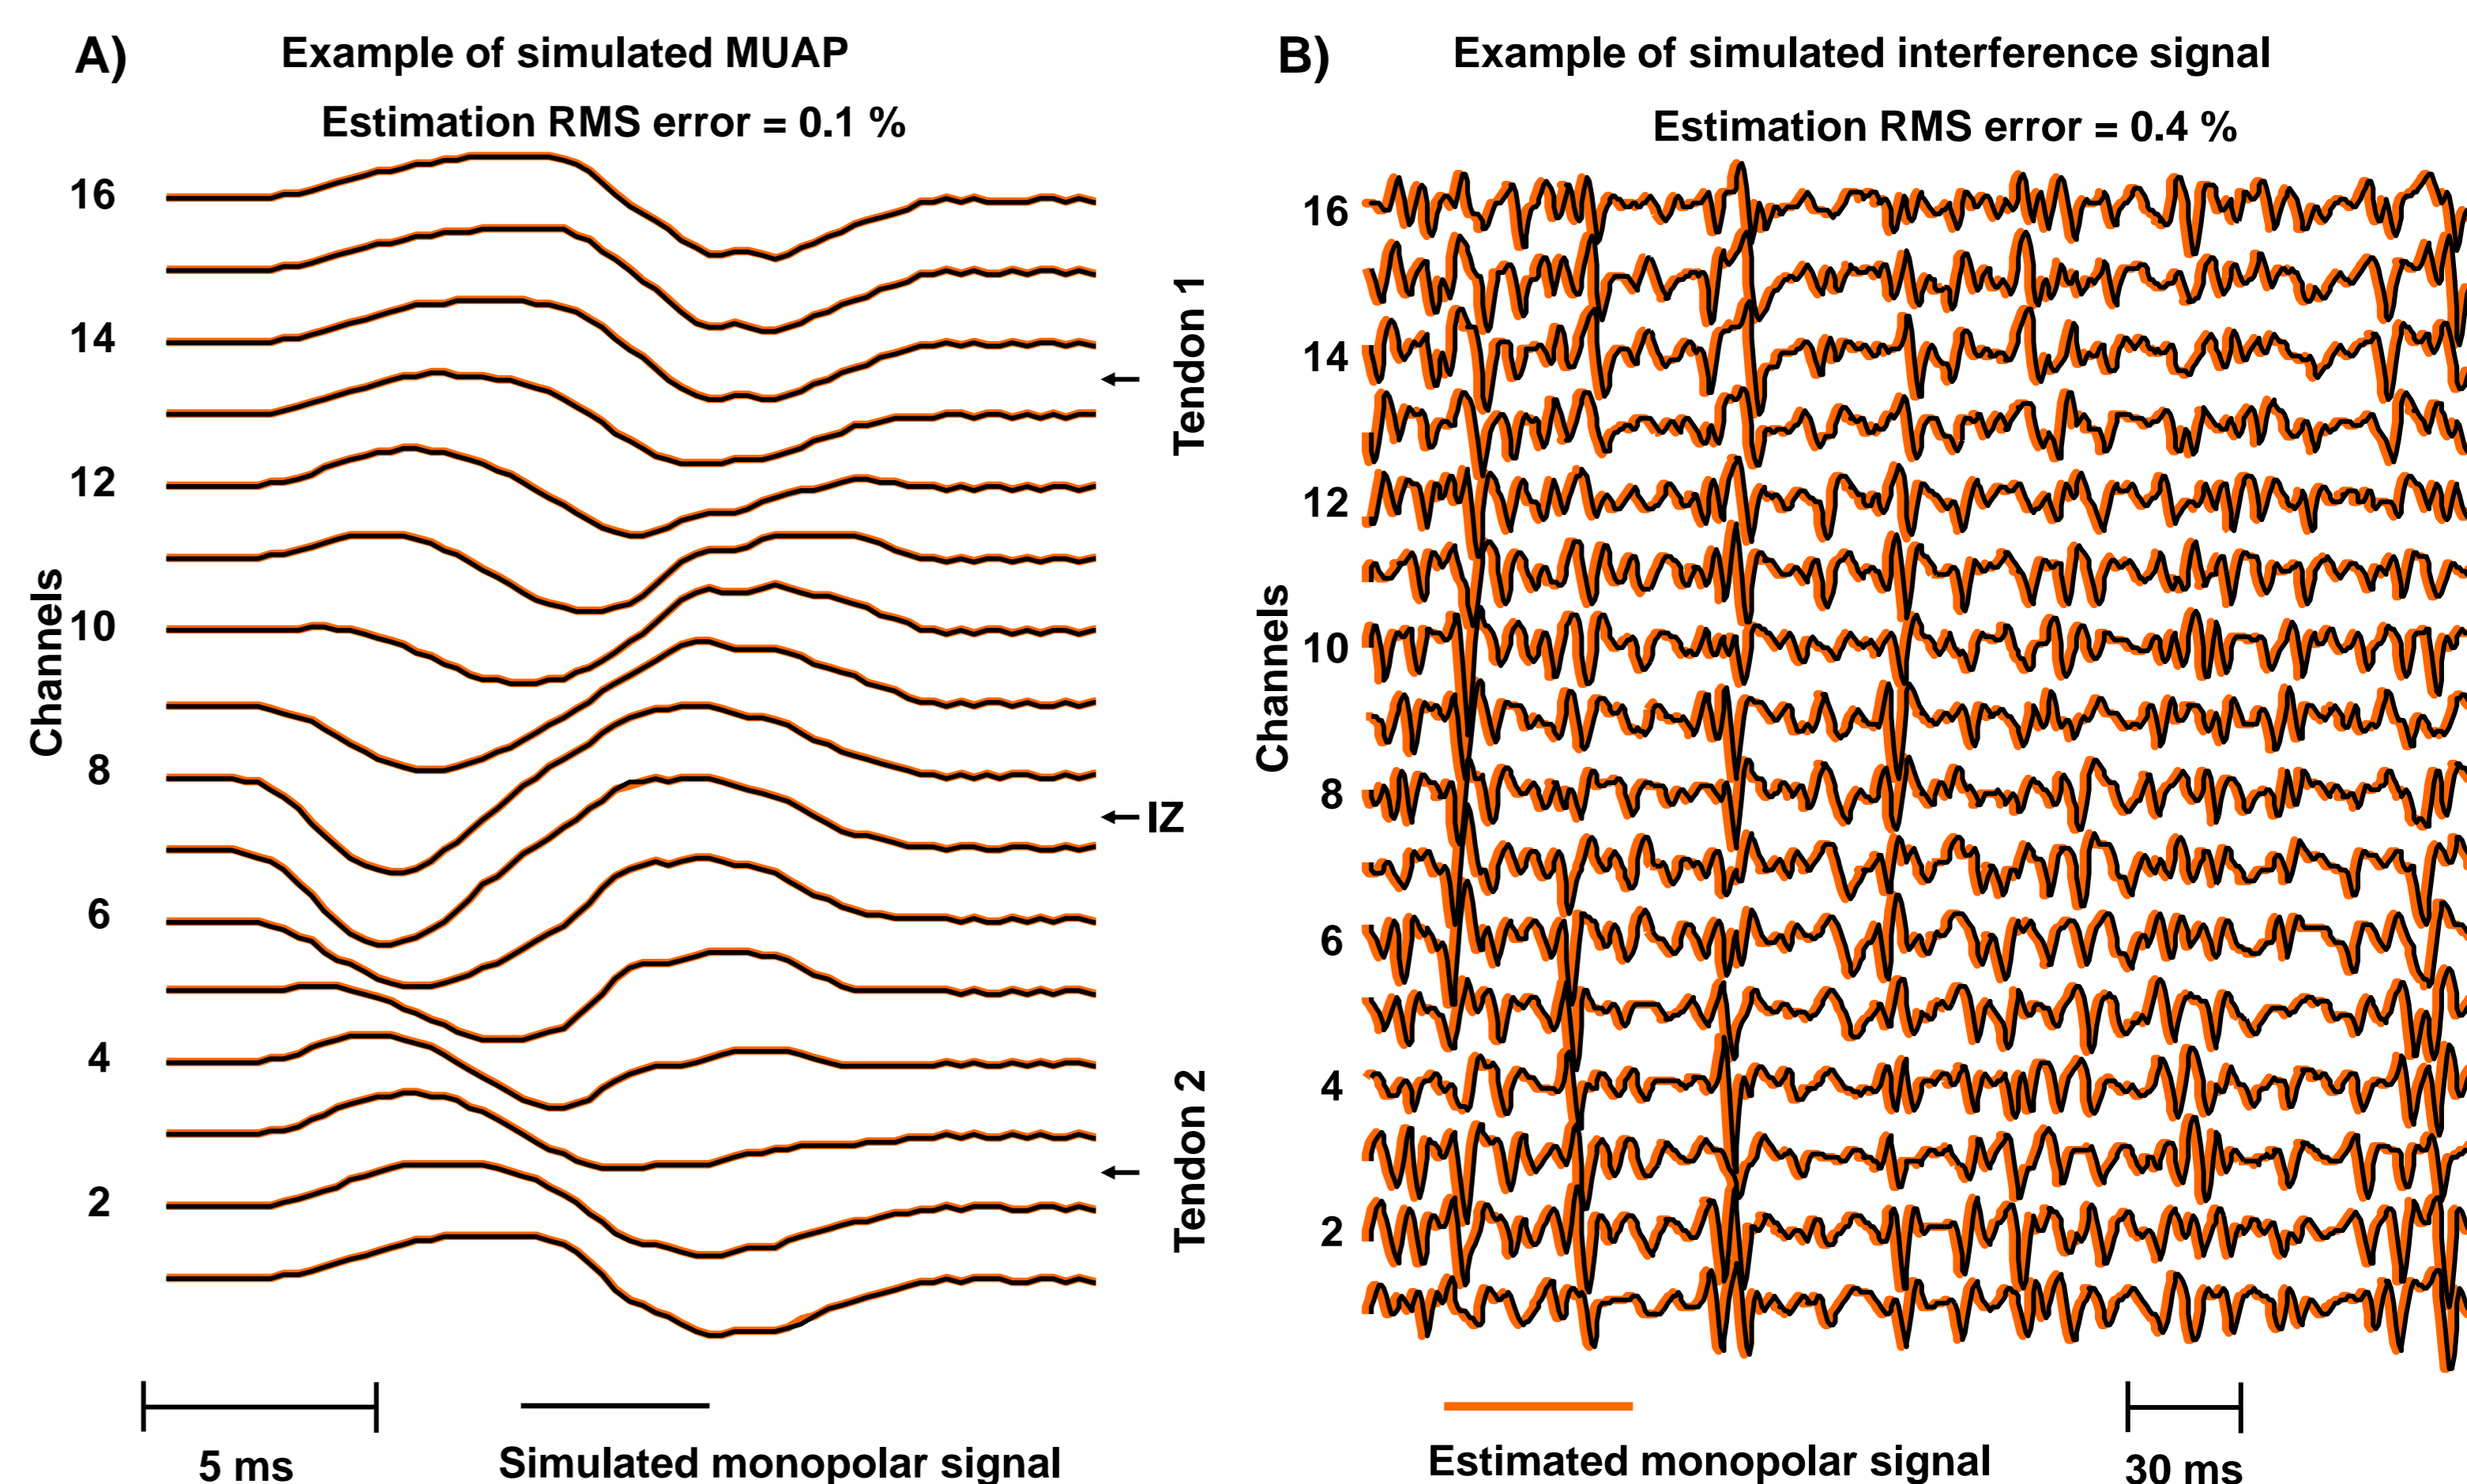 A)
Example of simulated MUAP
Estimation RMS error = 0.1 %
16
14
12
10
8
6
4
2
Channels
Tendon 1
IZ
Tendon 2
5 ms
Simulated monopolar signal
B)
Example of simulated interference signal
Estimation RMS error = 0.4 %
16
14
12
10
8
6
4
2
Channels
Estimated monopolar signal
30 ms